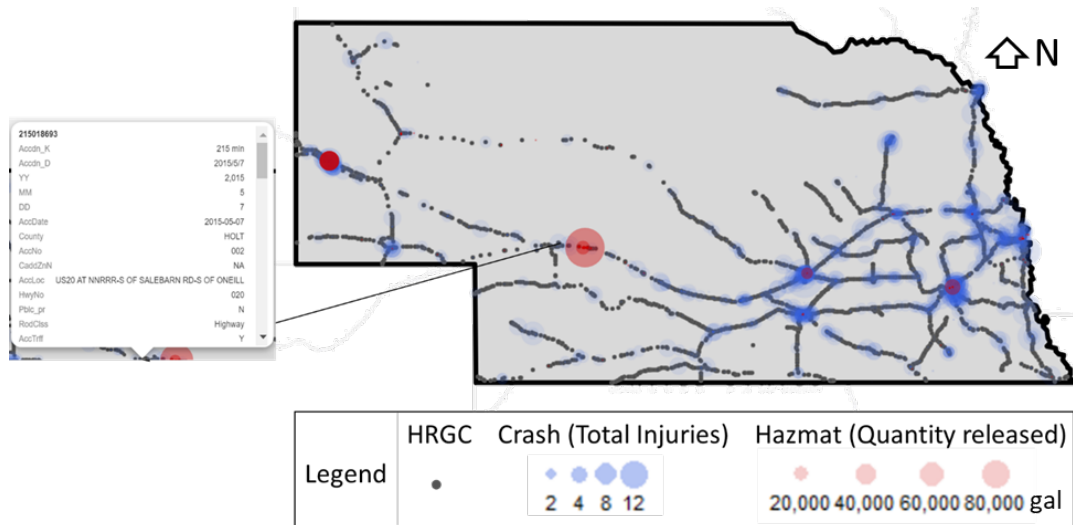 N
215018693
Accdn_K 215 min
Accdn_D 2015/5/7
YY 2,015
MM 5
DD 7
AccDate 2015-05-07
County HOLT
AccNo 002
CaddZnN NA
AccLoc US20 AT NNRRR-S OF SALEBARN RD-S OF ONEILL
HwyNo 020
Pblc_pr N
RodClss Highway
AccTrff Y
Legend
HRGC Crash (Total Injuries) Hazmat (Quantity released)
2 4 8 12 20,000 40,000 60,000 80,000 gal